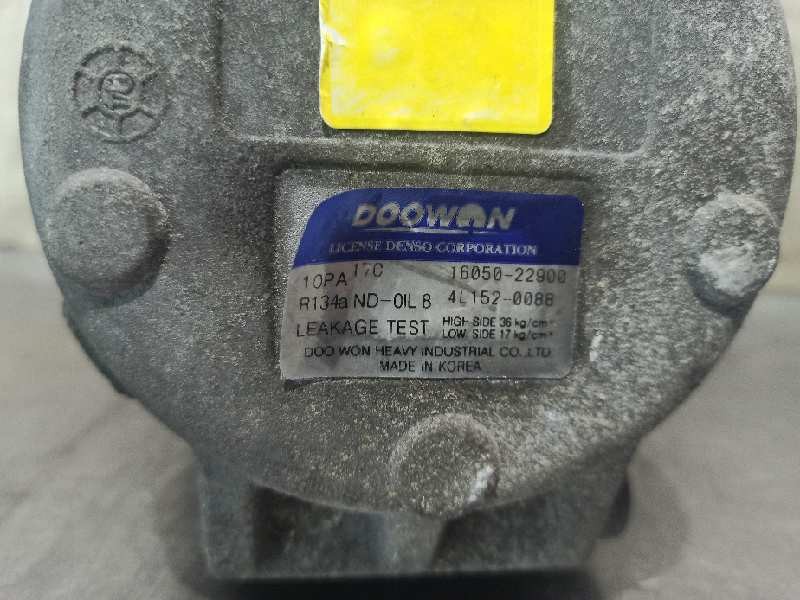 DOOWON
LICENSE DENSO CORPORATION
10PA17C 16050-22900
R134a ND-OIL 8 4L152-0088
LEAKAGE TEST HIGH SIDE 36 kg/cm²
LOW SIDE 17 kg/cm²
DOO WON HEAVY INDUSTRIAL CO., LTD
MADE IN KOREA